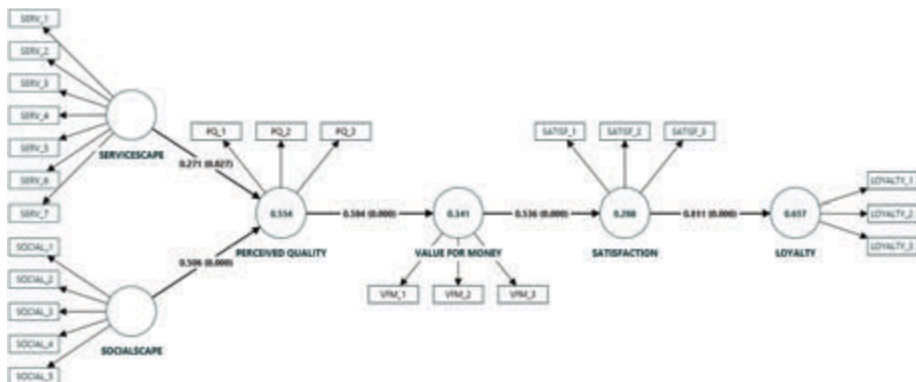 SERV_1
SERV_2
SERV_3
SERV_4
SERV_5
SERV_6
SERV_7
SERVICESCAPE
SOCIAL_1
SOCIAL_2
SOCIAL_3
SOCIAL_4
SOCIAL_5
SOCIALSCAPE
0.271 (0.027)
0.506 (0.000)
PQ_1
PQ_2
PQ_3
0.554
PERCEIVED QUALITY
0.584 (0.000)
0.341
VALUE FOR MONEY
VFM_1
VFM_2
VFM_3
0.536 (0.000)
SATISF_1
SATISF_2
SATISF_3
0.288
SATISFACTION
0.811 (0.000)
0.657
LOYALTY
LOYALTY_1
LOYALTY_2
LOYALTY_3